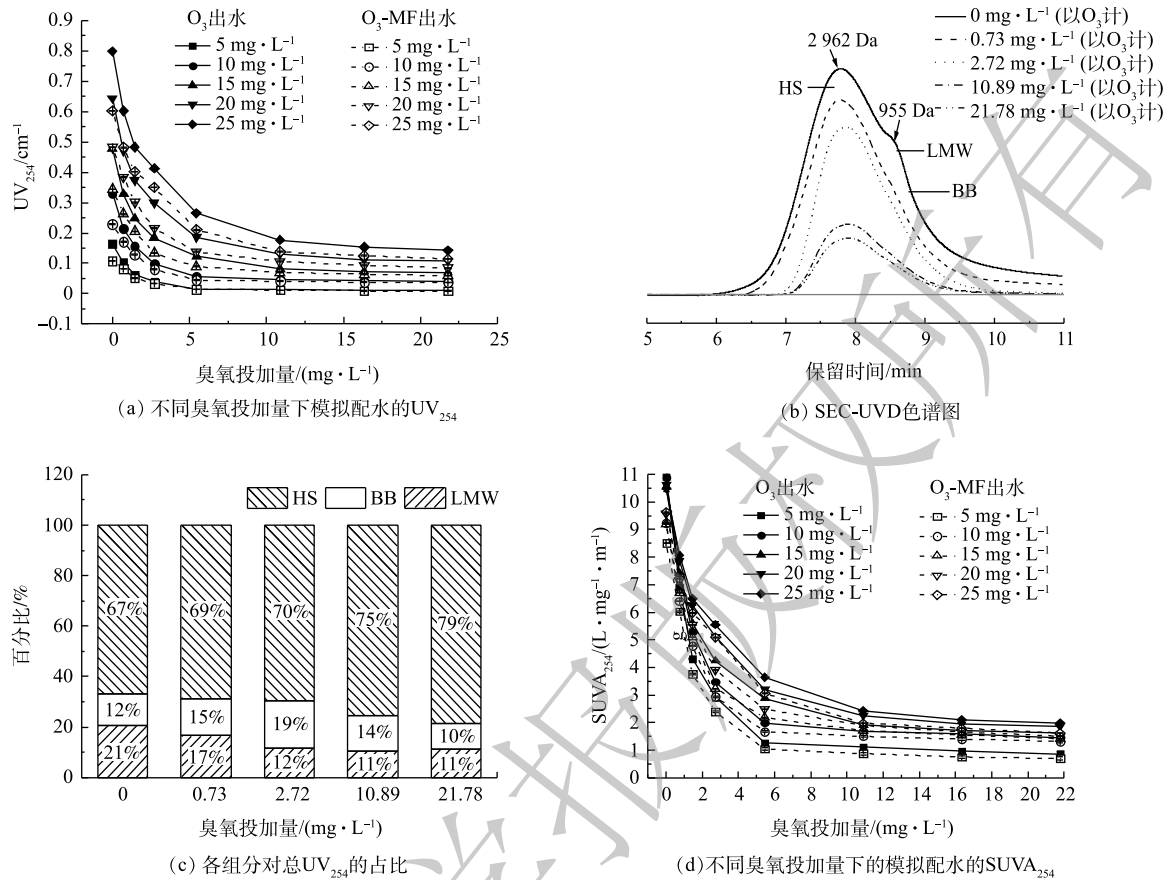 0.9
0.8
0.7
0.6
0.5
0.4
0.3
0.2
0.1
0
−0.1
UV254/cm−1
O3出水 O3-MF出水
5 mg·L−1 5 mg·L−1
10 mg·L−1 10 mg·L−1
15 mg·L−1 15 mg·L−1
20 mg·L−1 20 mg·L−1
25 mg·L−1 25 mg·L−1
0 5 10 15 20 25
臭氧投加量/(mg·L−1)
(a) 不同臭氧投加量下模拟配水的UV254
0 mg·L−1 (以O3计)
0.73 mg·L−1 (以O3计)
2.72 mg·L−1 (以O3计)
10.89 mg·L−1 (以O3计)
21.78 mg·L−1 (以O3计)
2 962 Da
HS
955 Da
LMW
BB
5 6 7 8 9 10 11
保留时间/min
(b) SEC-UVD色谱图
120
100
80
60
40
20
0
百分比/%
HS BB LMW
67% 69% 70% 75% 79%
12% 15% 19% 14% 10%
21% 17% 12% 11% 11%
0 0.73 2.72 10.89 21.78
臭氧投加量/(mg·L−1)
(c) 各组分对总UV254的占比
11
10
9
8
7
6
5
4
3
2
1
0
SUVA254/(L·mg−1·m−1)
g
O3出水 O3-MF出水
5 mg·L−1 5 mg·L−1
10 mg·L−1 10 mg·L−1
15 mg·L−1 15 mg·L−1
20 mg·L−1 20 mg·L−1
25 mg·L−1 25 mg·L−1
0 2 4 6 8 10 12 14 16 18 20 22
臭氧投加量/(mg·L−1)
(d)不同臭氧投加量下的模拟配水的SUVA254
学报版权所有